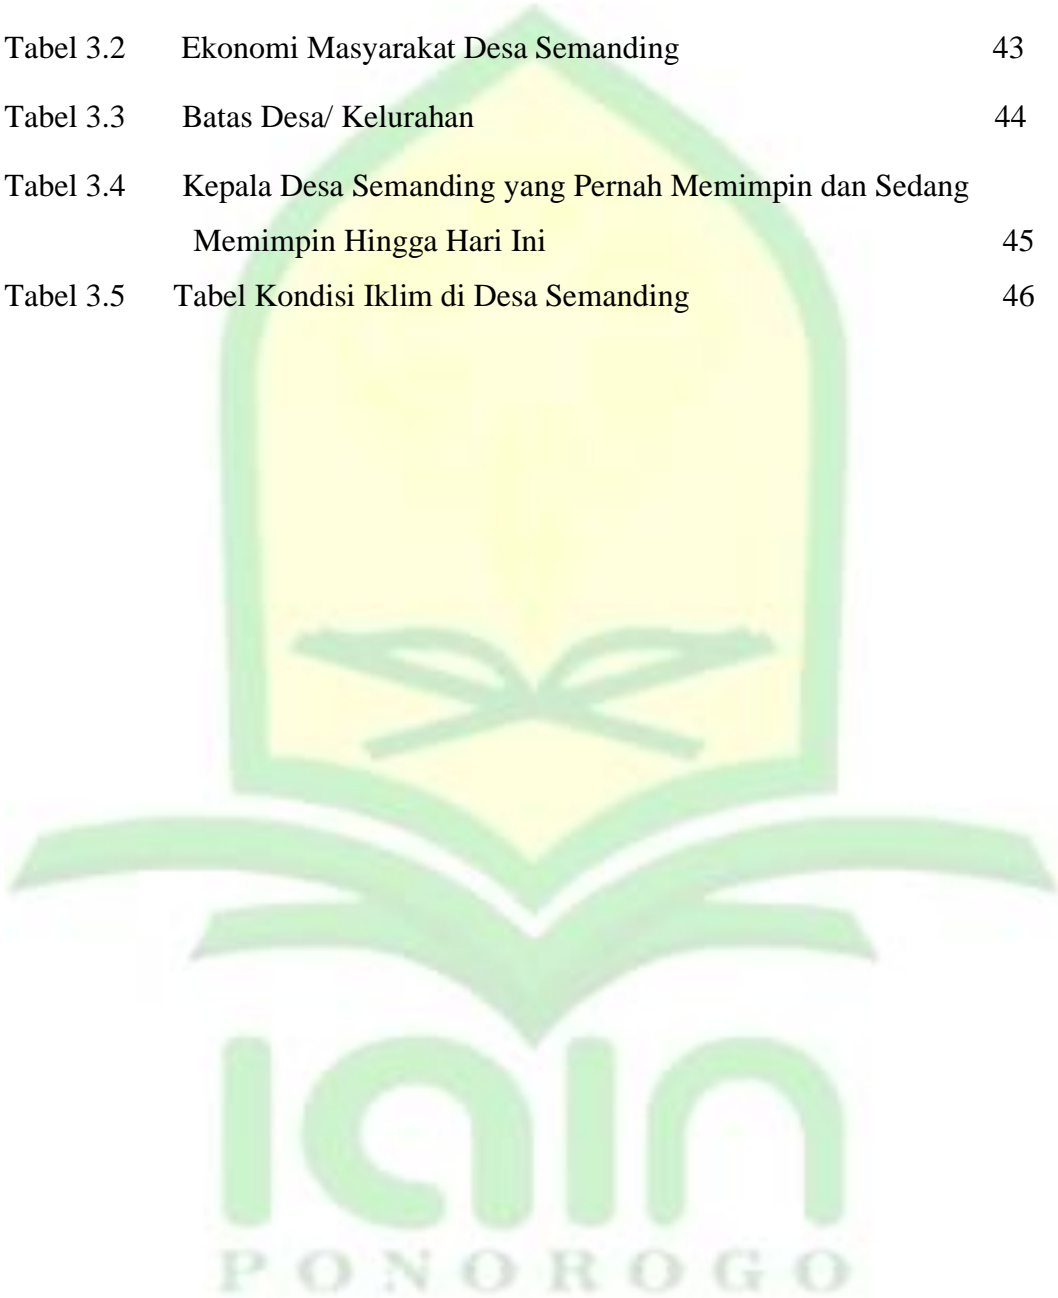 Tabel 3.2 Ekonomi Masyarakat Desa Semanding 43
Tabel 3.3 Batas Desa/ Kelurahan 44
Tabel 3.4 Kepala Desa Semanding yang Pernah Memimpin dan Sedang
Memimpin Hingga Hari Ini 45
Tabel 3.5 Tabel Kondisi Iklim di Desa Semanding 46
iain
PONOROGO